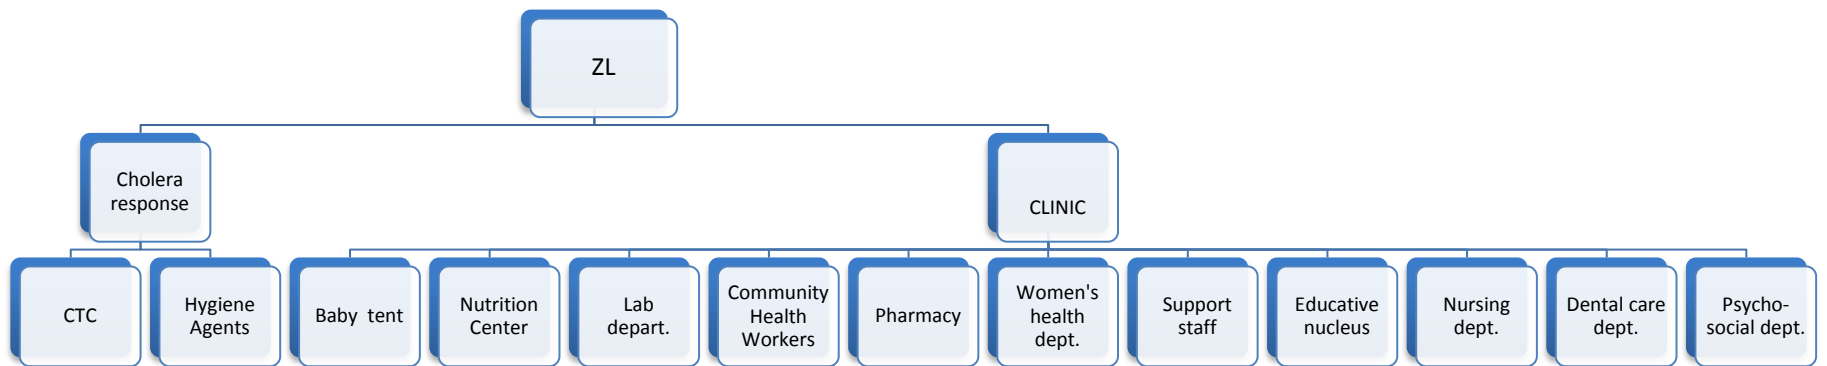 ZL
Cholera
response
CLINIC
CTC
Hygiene
Agents
Baby tent
Nutrition
Center
Lab
depart.
Community
Health
Workers
Pharmacy
Women's
health
dept.
Support
staff
Educative
nucleus
Nursing
dept.
Dental care
dept.
Psycho-
social dept.